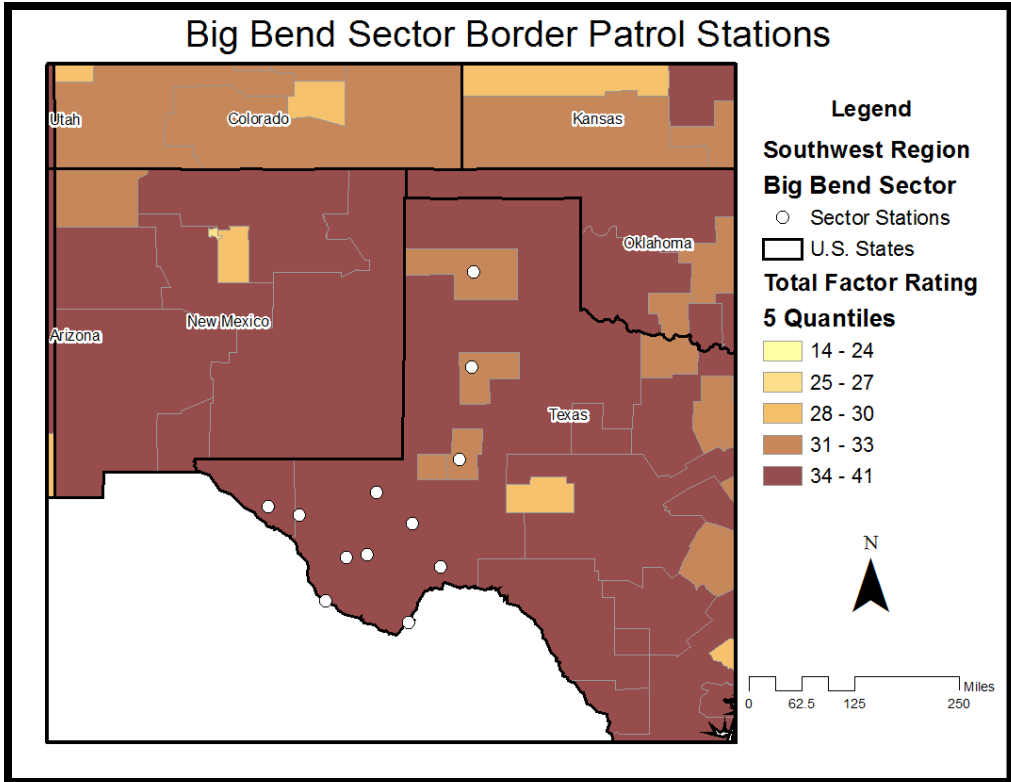 Big Bend Sector Border Patrol Stations
Utah
Colorado
Kansas
Oklahoma
New Mexico
Arizona
Texas
Legend
Southwest Region
Big Bend Sector
Sector Stations
U.S. States
Total Factor Rating
5 Quantiles
14 - 24
25 - 27
28 - 30
31 - 33
34 - 41
N
Miles
0 62.5 125 250